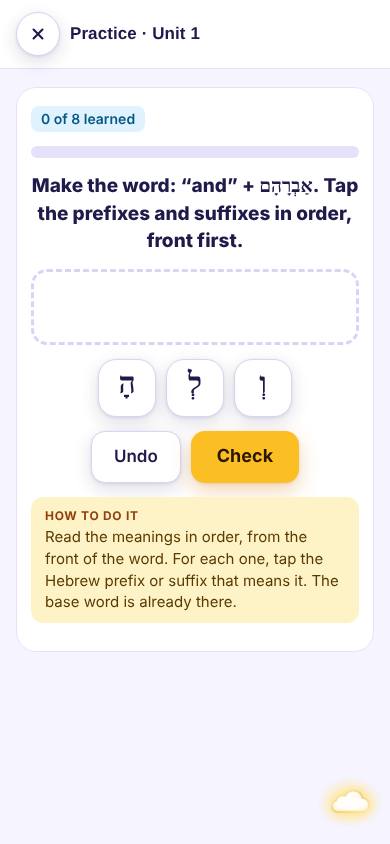 Practice · Unit 1
0 of 8 learned
Make the word: “and” + אַבְרָהָם. Tap
the prefixes and suffixes in order,
front first.
הָ לְ וְ
Undo Check
HOW TO DO IT
Read the meanings in order, from the
front of the word. For each one, tap the
Hebrew prefix or suffix that means it. The
base word is already there.